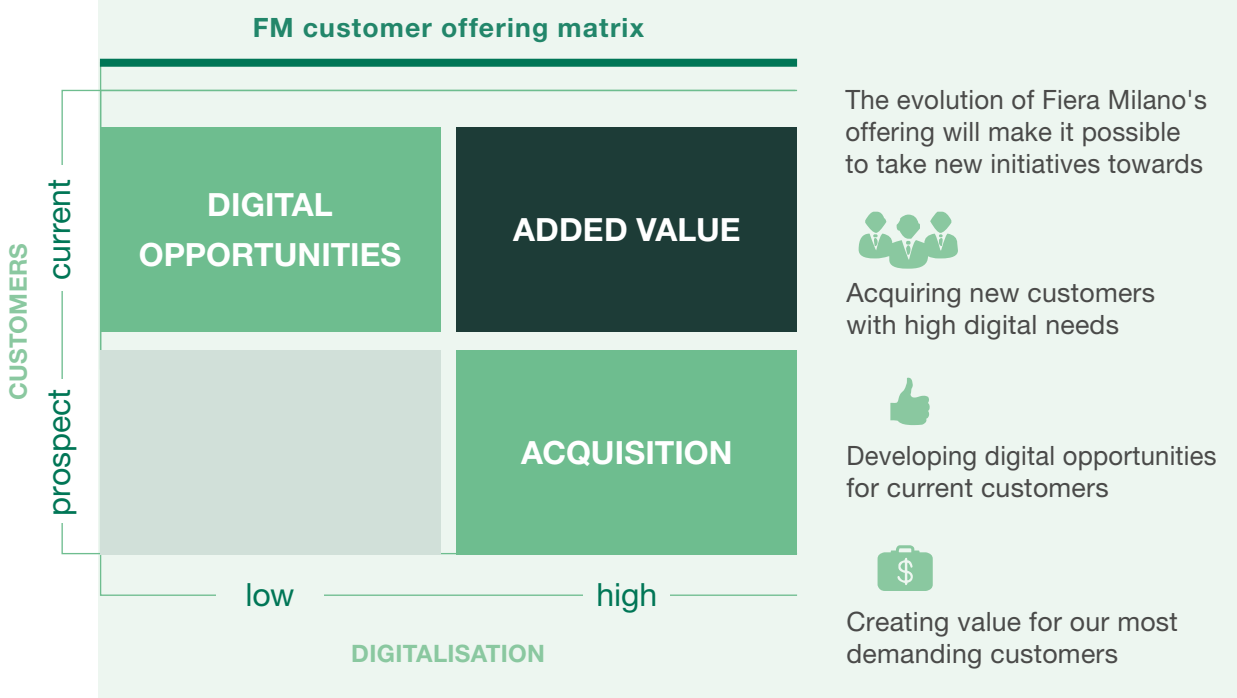 FM customer offering matrix
CUSTOMERS
current
prospect
DIGITAL
OPPORTUNITIES
ADDED VALUE
ACQUISITION
low
high
DIGITALISATION
The evolution of Fiera Milano's
offering will make it possible
to take new initiatives towards
Acquiring new customers
with high digital needs
Developing digital opportunities
for current customers
$
Creating value for our most
demanding customers